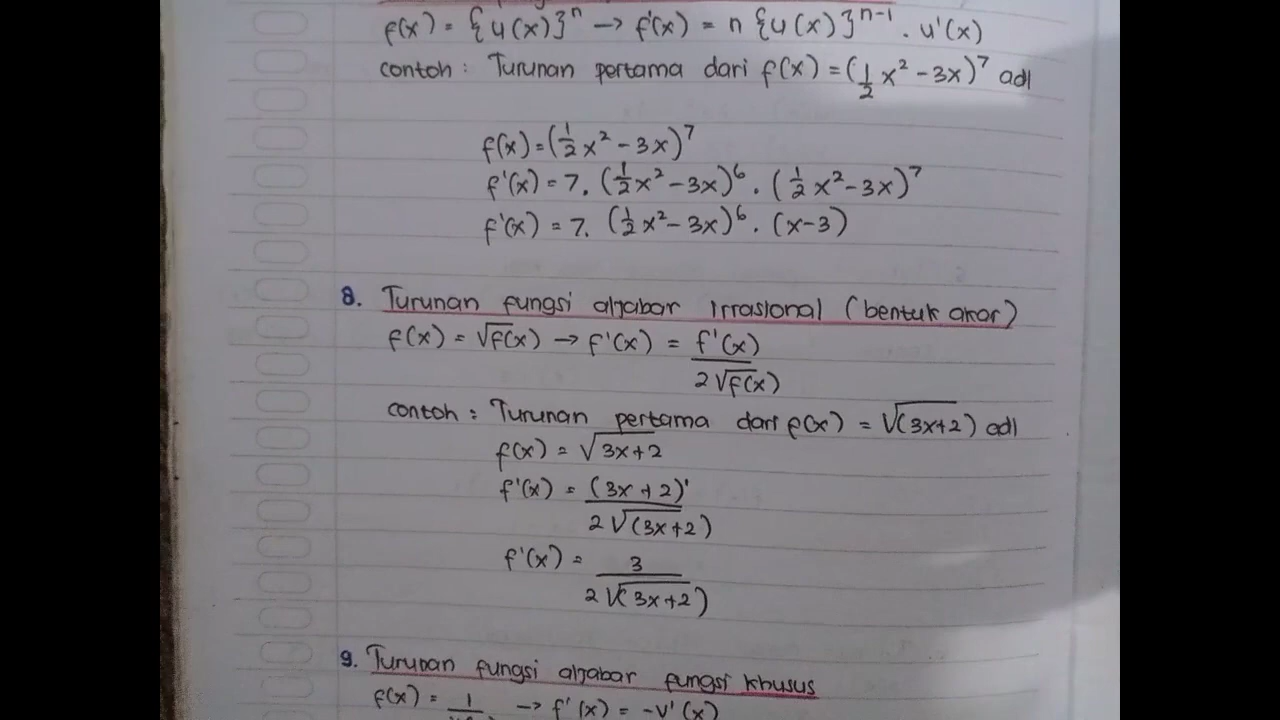 f(x) = {u(x)}ⁿ → f'(x) = n {u(x)}ⁿ⁻¹ . u'(x)
contoh : Turunan pertama dari f(x) = (1/2 x² - 3x)⁷ adl
f(x) = (1/2 x² - 3x)⁷
f'(x) = 7. (1/2 x² - 3x)⁶ . (1/2 x² - 3x)⁷
f'(x) = 7. (1/2 x² - 3x)⁶ . (x-3)
8. Turunan fungsi aljabar Irrasional (bentuk akar)
f(x) = √f(x) → f'(x) = f'(x) / 2√f(x)
contoh : Turunan pertama dari f(x) = √(3x+2) adl
f(x) = √3x+2
f'(x) = (3x+2)' / 2√(3x+2)
f'(x) = 3 / 2√(3x+2)
9. Turunan fungsi aljabar fungsi khusus
f(x) = 1 → f'(x) = -v'(x)